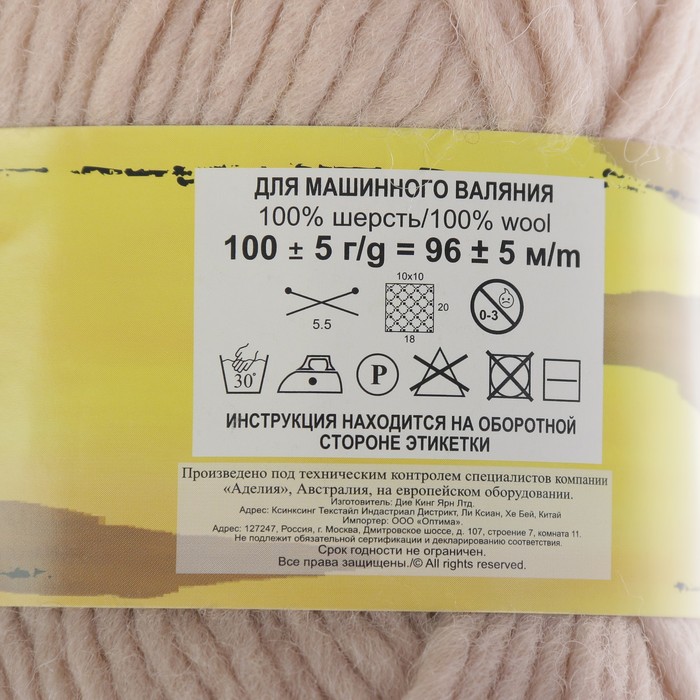 ДЛЯ МАШИННОГО ВАЛЯНИЯ
100% шерсть/100% wool
100 ± 5 г/g = 96 ± 5 м/m
10x10
5.5
20
18
0-3
30°
P
ИНСТРУКЦИЯ НАХОДИТСЯ НА ОБОРОТНОЙ
СТОРОНЕ ЭТИКЕТКИ
Произведено под техническим контролем специалистов компании
«Аделия», Австралия, на европейском оборудовании.
Изготовитель: Дие Кинг Ярн Лтд.
Адрес: Ксинксинг Текстайл Индастриал Дистрикт, Ли Ксиан, Хе Бей, Китай
Импортер: ООО «Оптима».
Адрес: 127247, Россия, г. Москва, Дмитровское шоссе, д. 107, строение 7, комната 11.
Не подлежит обязательной сертификации и декларированию соответствия.
Срок годности не ограничен.
Все права защищены./© All rights reserved.